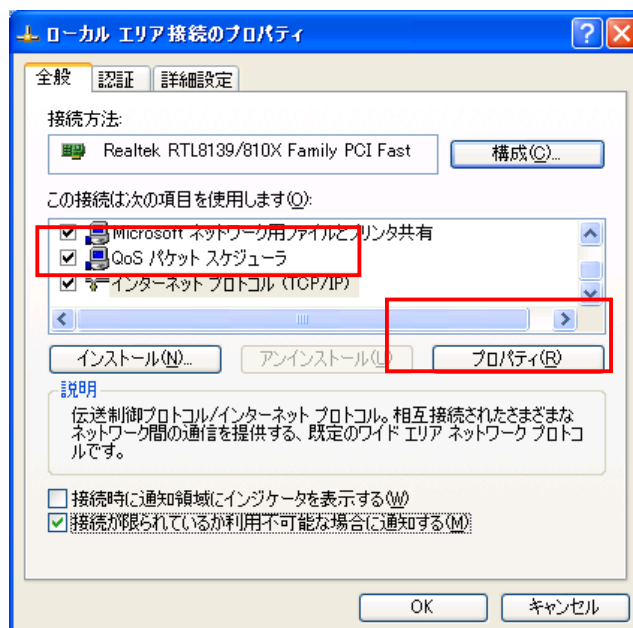 ローカル エリア接続のプロパティ
全般 認証 詳細設定
接続方法:
Realtek RTL8139/810X Family PCI Fast
構成(C)...
この接続は次の項目を使用します(O):
Microsoft ネットワーク用ファイルとプリンタ共有
QoS パケット スケジューラ
インターネット プロトコル (TCP/IP)
インストール(N)... アンインストール(U) プロパティ(R)
説明
伝送制御プロトコル/インターネット プロトコル。相互接続されたさまざまな
ネットワーク間の通信を提供する、既定のワイド エリア ネットワーク プロトコ
ルです。
接続時に通知領域にインジケータを表示する(W)
接続が限られているか利用不可能な場合に通知する(M)
OK キャンセル